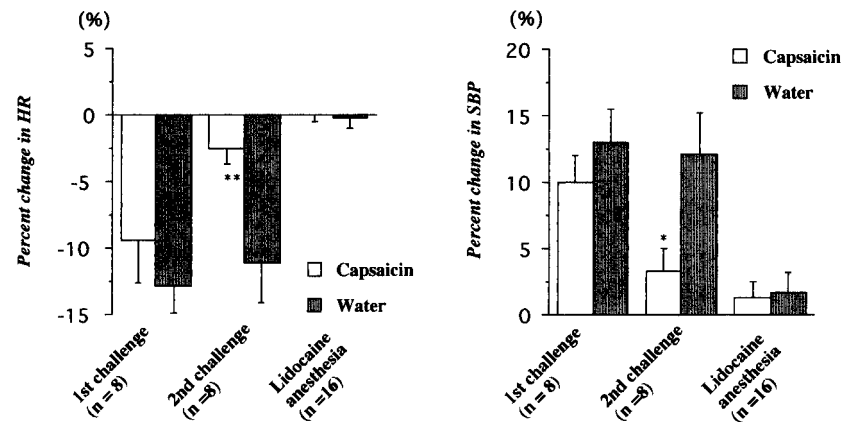 (%)
5
0
-5
-10
-15
Percent change in HR
**
Capsaicin
Water
1st challenge
(n = 8)
2nd challenge
(n =8)
Lidocaine
anesthesia
(n =16)
(%)
20
15
10
5
0
Percent change in SBP
*
Capsaicin
Water
1st challenge
(n = 8)
2nd challenge
(n =8)
Lidocaine
anesthesia
(n =16)